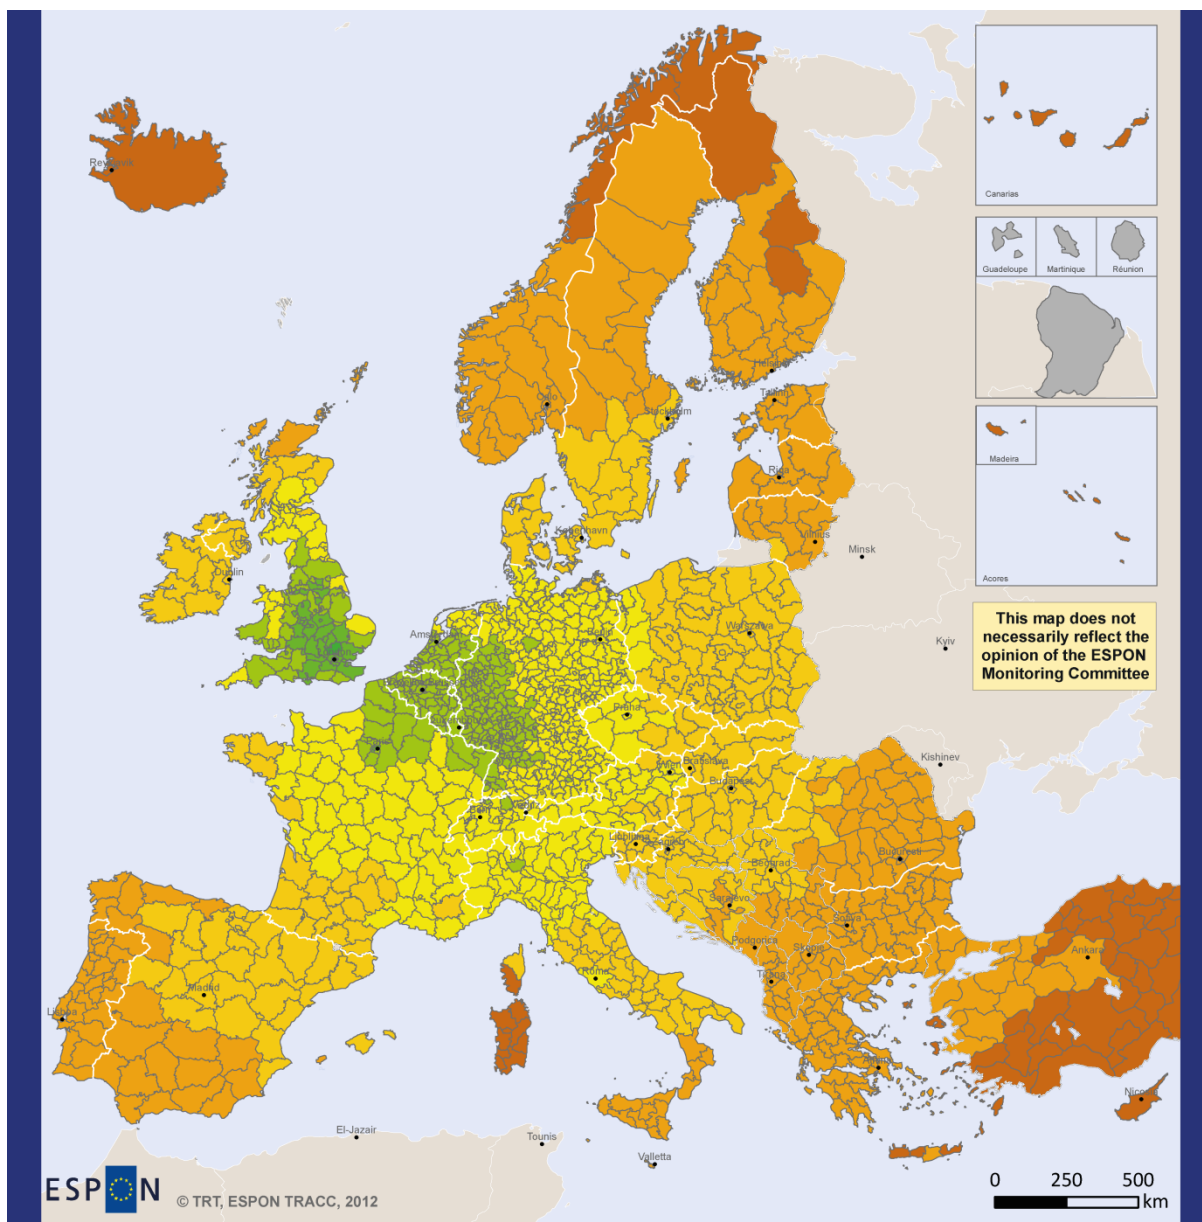 Reykjavik
Canarias
Guadeloupe
Martinique
Réunion
Helsinki
Oslo
Tallinn
Stockholm
Madeira
Riga
København
Vilnius
Minsk
Dublin
Acores
This map does not
necessarily reflect the
opinion of the ESPON
Monitoring Committee
Amsterdam
Berlin
Warszawa
Kyiv
London
Praha
Paris
Wien
Bratislava
Kishinev
Budapest
Bern
Vaduz
Ljubljana
Zagreb
Bucuresti
Beograd
Sarajevo
Sofiya
Podgorica
Skopje
Ankara
Roma
Tirana
Madrid
Lisboa
Nicosia
El-Jazair
Tounis
Valletta
ESPON
© TRT, ESPON TRACC, 2012
0 250 500
km